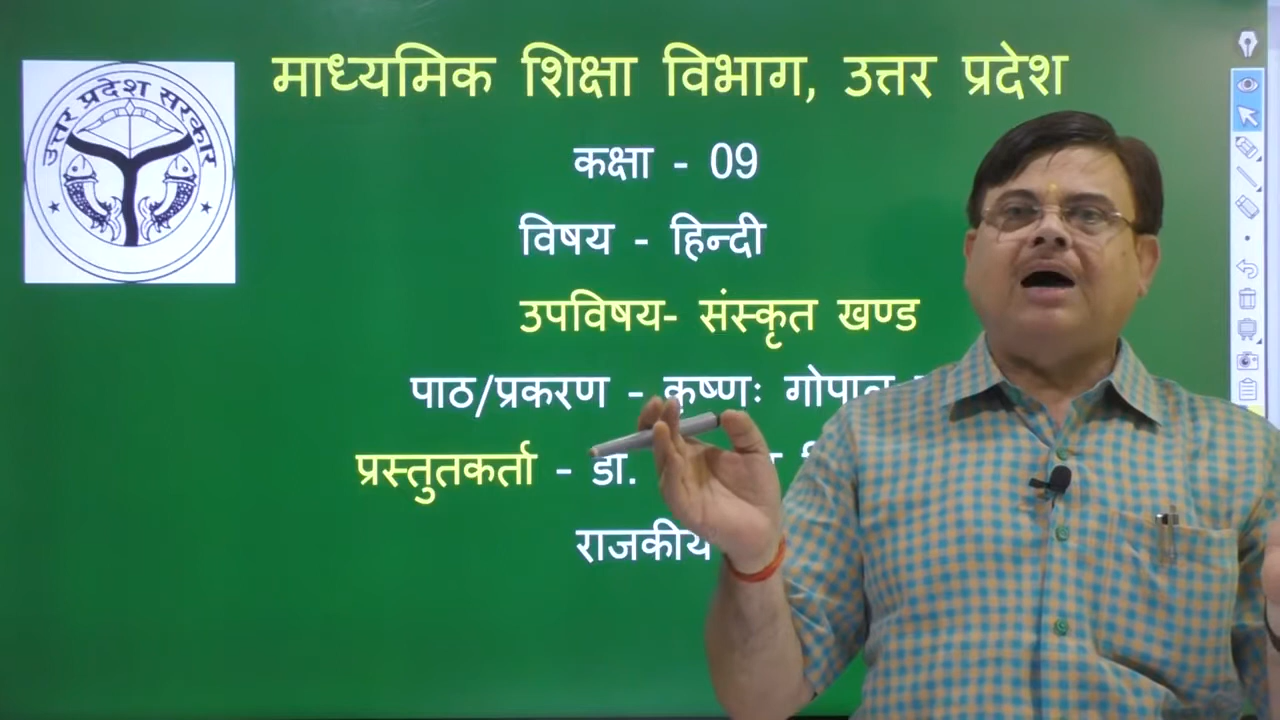 उत्तर प्रदेश सरकार
माध्यमिक शिक्षा विभाग, उत्तर प्रदेश
कक्षा - 09
विषय - हिन्दी
उपविषय- संस्कृत खण्ड
पाठ/प्रकरण - कृष्णः
प्रस्तुतकर्ता - डा.
राजकीय